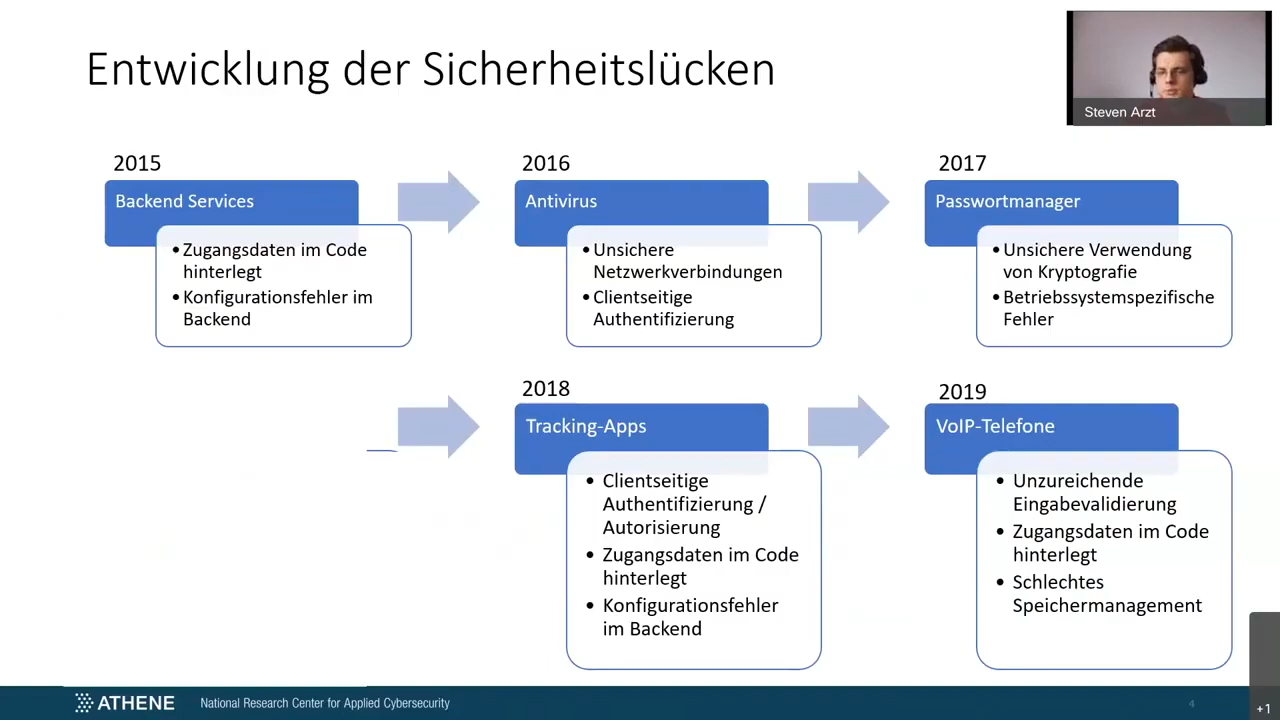 Entwicklung der Sicherheitslücken
Steven Arzt
2015
Backend Services
•Zugangsdaten im Code
hinterlegt
•Konfigurationsfehler im
Backend
2016
Antivirus
•Unsichere
Netzwerkverbindungen
•Clientseitige
Authentifizierung
2017
Passwortmanager
•Unsichere Verwendung
von Kryptografie
•Betriebssystemspezifische
Fehler
2018
Tracking-Apps
• Clientseitige
Authentifizierung /
Autorisierung
• Zugangsdaten im Code
hinterlegt
• Konfigurationsfehler
im Backend
2019
VoIP-Telefone
• Unzureichende
Eingabevalidierung
• Zugangsdaten im Code
hinterlegt
• Schlechtes
Speichermanagement
ATHENE
National Research Center for Applied Cybersecurity
4
+1